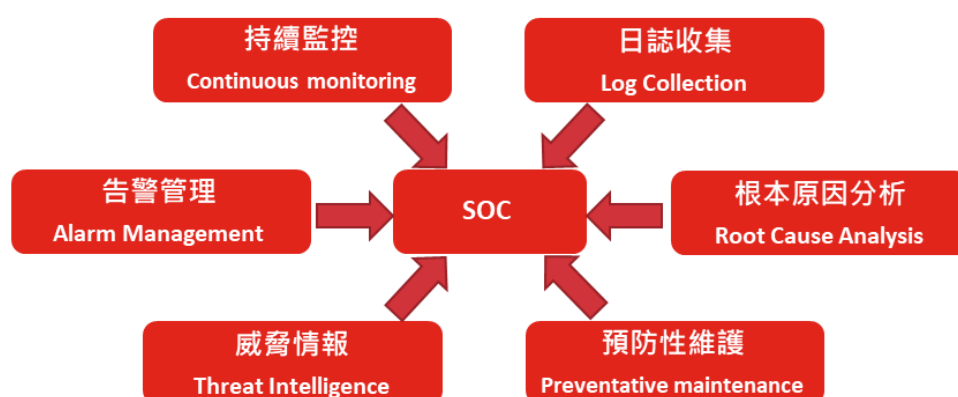 持續監控
Continuous monitoring
日誌收集
Log Collection
告警管理
Alarm Management
SOC
根本原因分析
Root Cause Analysis
威脅情報
Threat Intelligence
預防性維護
Preventative maintenance